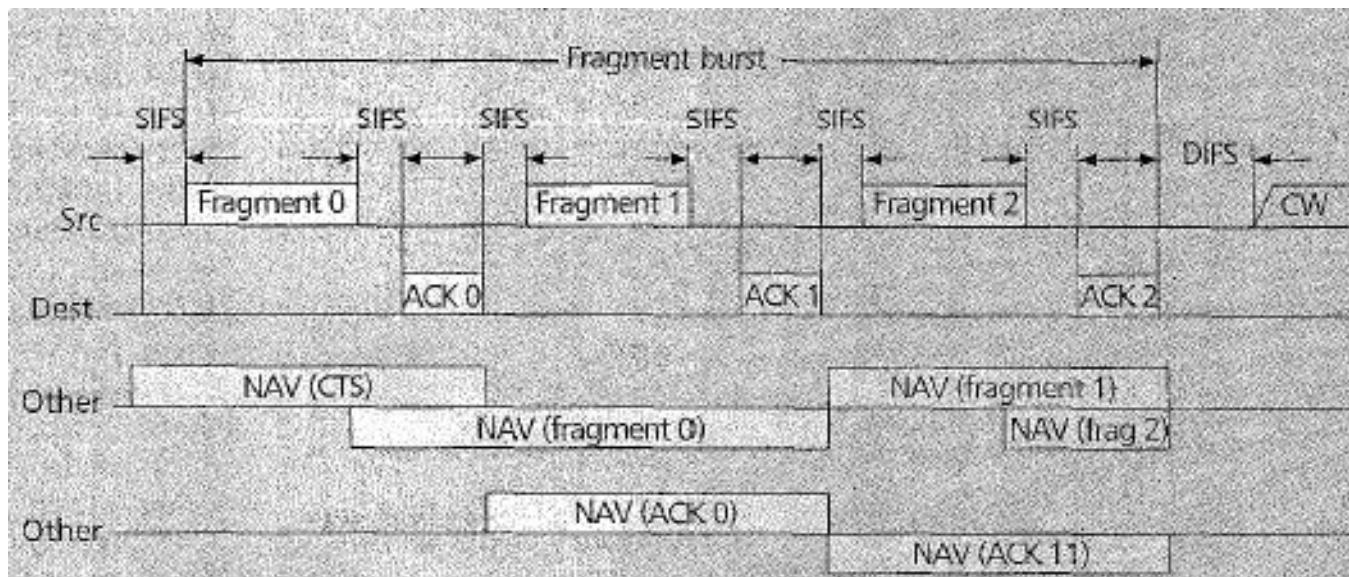 Fragment burst
SIFS SIFS SIFS SIFS SIFS SIFS
DIFS
Src Fragment 0 Fragment 1 Fragment 2 CW
Dest ACK 0 ACK 1 ACK 2
NAV (CTS) NAV (fragment 1)
Other
NAV (fragment 0) NAV (frag 2)
NAV (ACK 0)
Other
NAV (ACK 11)